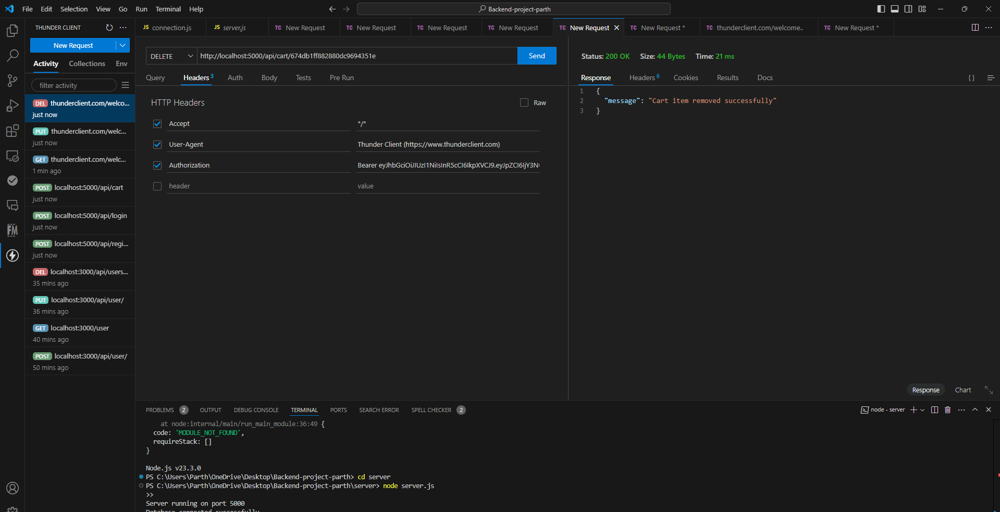 File Edit Selection View Go Run Terminal Help
Backend-project-parth
THUNDER CLIENT
New Request
Activity Collections Env
filter activity
DEL thunderclient.com/welco...
just now
PUT thunderclient.com/welc...
just now
GET thunderclient.com/welc...
1 min ago
POST localhost:5000/api/cart
just now
POST localhost:5000/api/login
just now
POST localhost:5000/api/regi...
just now
DEL localhost:3000/api/users...
35 mins ago
PUT localhost:3000/api/user/
36 mins ago
GET localhost:3000/user
40 mins ago
POST localhost:3000/api/user/
50 mins ago
FM
JS connection.js JS server.js TC New Request TC New Request TC New Request TC New Request TC New Request TC New Request * TC thunderclient.com/welcome.. TC New Request *
DELETE http://localhost:5000/api/cart/674db1ff882880dc9694351e Send
Query Headers 3 Auth Body Tests Pre Run
HTTP Headers Raw
Accept */*
User-Agent Thunder Client (https://www.thunderclient.com)
Authorization Bearer eyJhbGciOiJIUzI1NiIsInR5cCI6IkpXVCJ9.eyJpZCI6IjY3N
header value
Status: 200 OK Size: 44 Bytes Time: 21 ms
Response Headers 6 Cookies Results Docs { }
1 {
2 "message": "Cart item removed successfully"
3 }
Response Chart
PROBLEMS 2 OUTPUT DEBUG CONSOLE TERMINAL PORTS SEARCH ERROR SPELL CHECKER 2 node - server
at node:internal/main/run_main_module:36:49 {
code: 'MODULE_NOT_FOUND',
requireStack: []
}
Node.js v23.3.0
PS C:\Users\Parth\OneDrive\Desktop\Backend-project-parth> cd server
PS C:\Users\Parth\OneDrive\Desktop\Backend-project-parth\server> node server.js
>>
Server running on port 5000
Database connected successfully